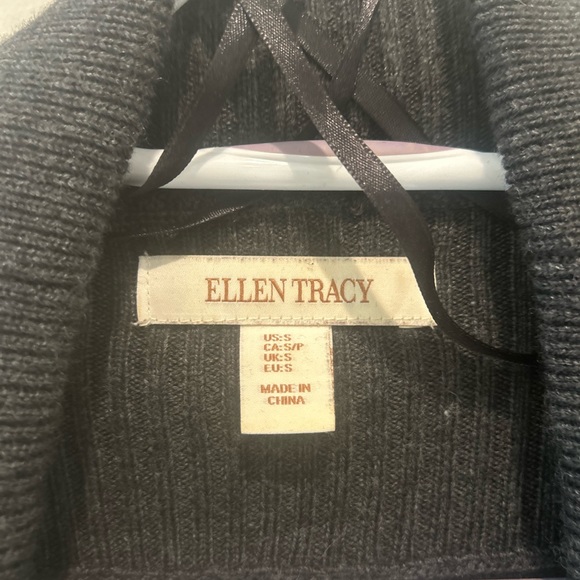 ELLEN TRACY
US:S
CA:S/P
UK:S
EU:S
MADE IN
CHINA